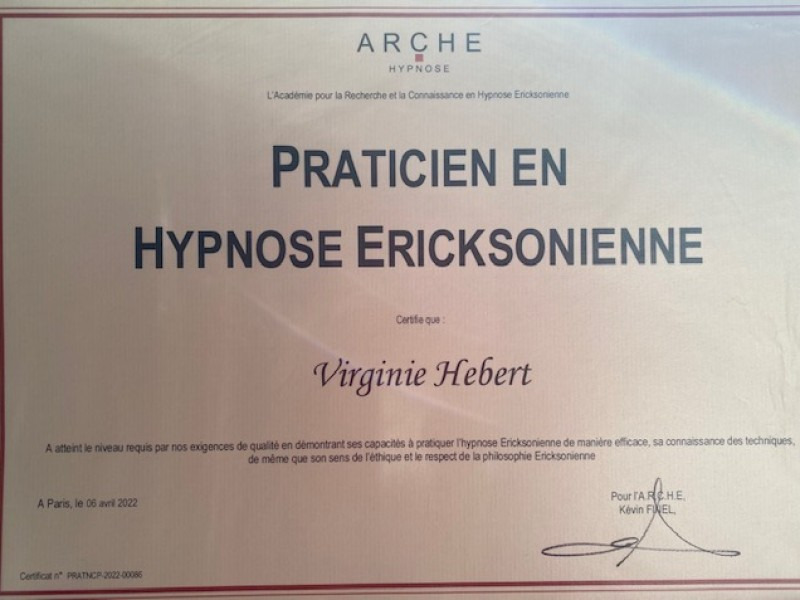 ARCHE
HYPNOSE
L'Académie pour la Recherche et la Connaissance en Hypnose Ericksonienne
PRATICIEN EN
HYPNOSE ERICKSONIENNE
Certifie que :
Virginie Hebert
A atteint le niveau requis par nos exigences de qualité en démontrant ses capacités à pratiquer l'hypnose Ericksonienne de manière efficace, sa connaissance des techniques,
de même que son sens de l'éthique et le respect de la philosophie Ericksonienne
A Paris, le 06 avril 2022
Pour l'A.R.C.H.E,
Kévin FINEL,
Certificat n° PRATNCP-2022-00086